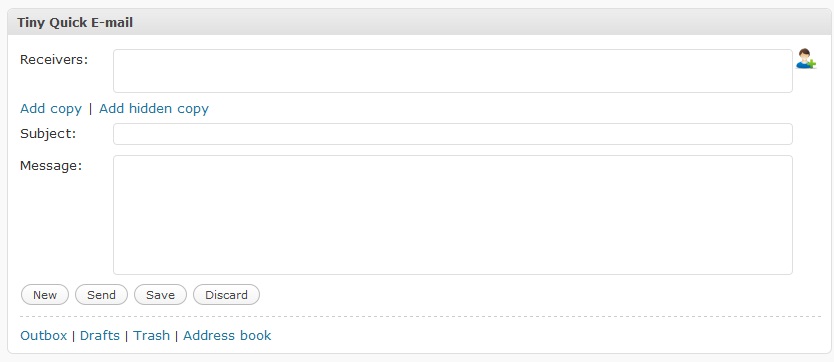 Tiny Quick E-mail
Receivers:
Add copy | Add hidden copy
Subject:
Message:
New Send Save Discard
Outbox | Drafts | Trash | Address book